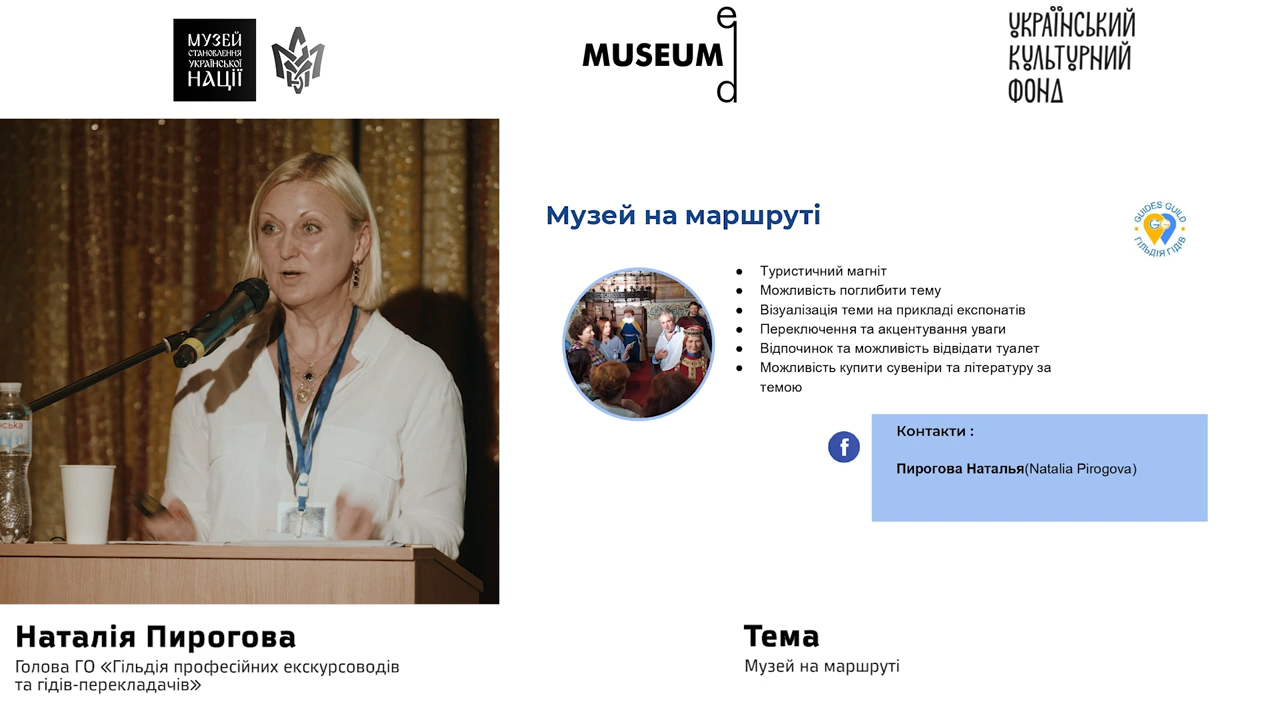 МУЗЕЙ
СТАНОВЛЕННЯ
УКРАЇНСЬКОЇ
НАЦІЇ
MUSEUM
ed
УКРАЇНСЬКИЙ
КУЛЬТУРНИЙ
ФОНД
Музей на маршруті
GUIDES GUILD
GG
ГІЛЬДІЯ ГІДІВ
● Туристичний магніт
● Можливість поглибити тему
● Візуалізація теми на прикладі експонатів
● Переключення та акцентування уваги
● Відпочинок та можливість відвідати туалет
● Можливість купити сувеніри та літературу за
темою
f
Контакти :
Пирогова Наталья(Natalia Pirogova)
Наталія Пирогова
Голова ГО «Гільдія професійних екскурсоводів
та гідів-перекладачів»
Тема
Музей на маршруті